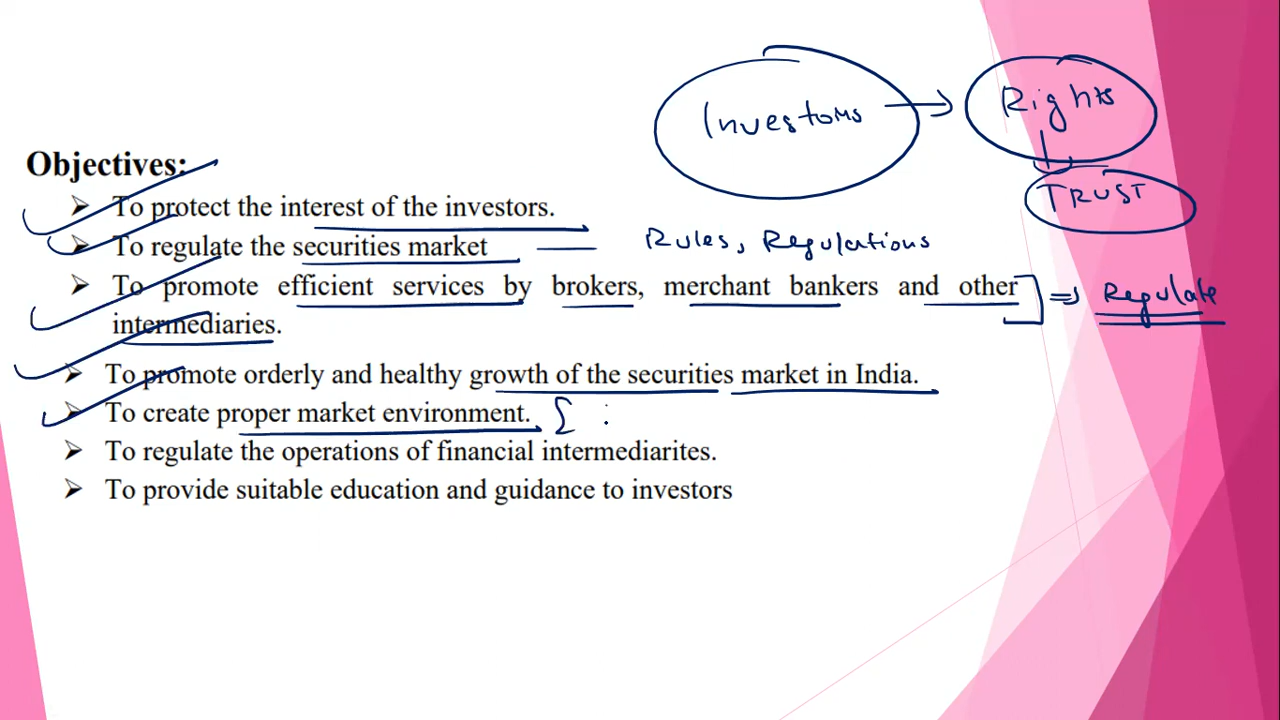 Investors → Rights
Objectives:
TRUST
➤ To protect the interest of the investors.
➤ To regulate the securities market — Rules, Regulations
➤ To promote efficient services by brokers, merchant bankers and other
intermediaries.
⇒ Regulate
➤ To promote orderly and healthy growth of the securities market in India.
➤ To create proper market environment.
➤ To regulate the operations of financial intermediarites.
➤ To provide suitable education and guidance to investors